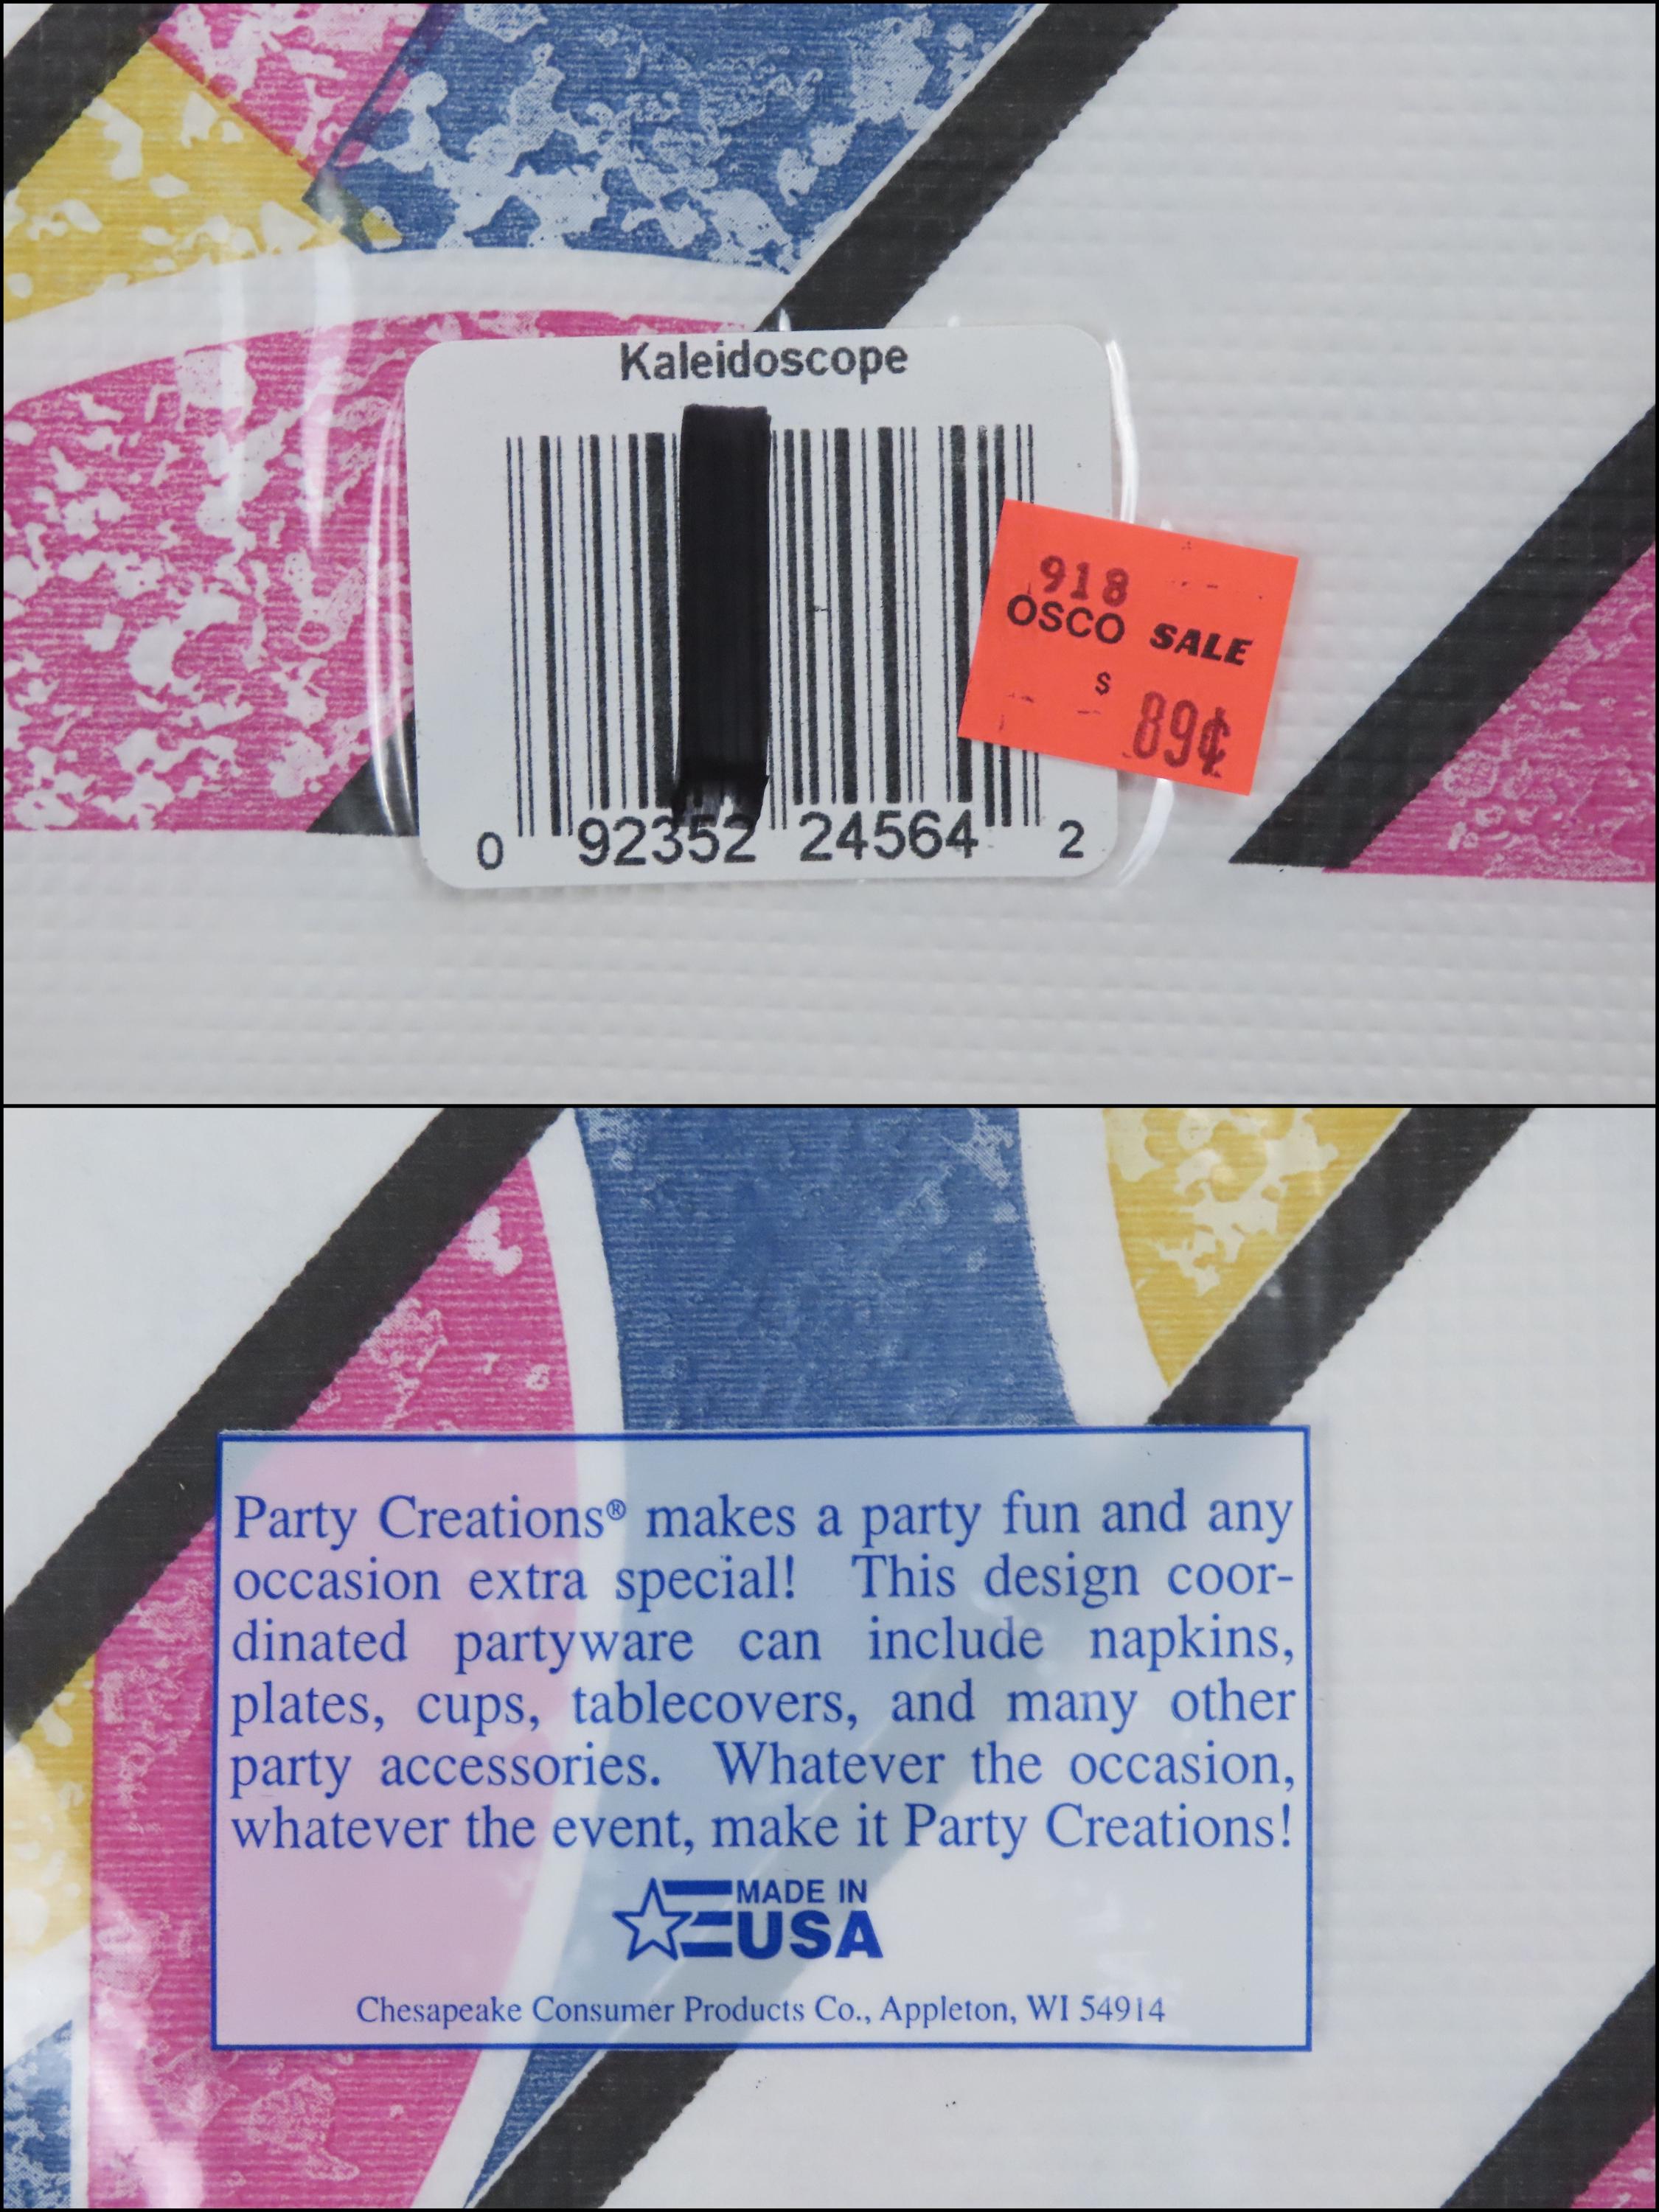 Kaleidoscope
918
OSCO SALE
$ 89¢
0 92352 24564 2
Party Creations® makes a party fun and any
occasion extra special! This design coor-
dinated partyware can include napkins,
plates, cups, tablecovers, and many other
party accessories. Whatever the occasion,
whatever the event, make it Party Creations!
MADE IN
USA
Chesapeake Consumer Products Co., Appleton, WI 54914